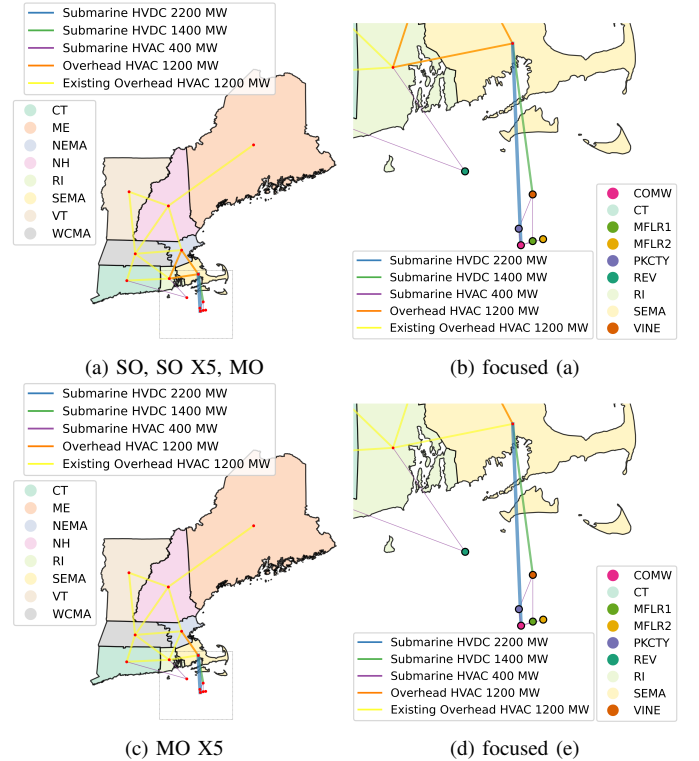 Submarine HVDC 2200 MW
Submarine HVDC 1400 MW
Submarine HVAC 400 MW
Overhead HVAC 1200 MW
Existing Overhead HVAC 1200 MW
CT
ME
NEMA
NH
RI
SEMA
VT
WCMA
(a) SO, SO X5, MO
COMW
CT
MFLR1
MFLR2
PKCTY
REV
RI
SEMA
VINE
Submarine HVDC 2200 MW
Submarine HVDC 1400 MW
Submarine HVAC 400 MW
Overhead HVAC 1200 MW
Existing Overhead HVAC 1200 MW
(b) focused (a)
Submarine HVDC 2200 MW
Submarine HVDC 1400 MW
Submarine HVAC 400 MW
Overhead HVAC 1200 MW
Existing Overhead HVAC 1200 MW
CT
ME
NEMA
NH
RI
SEMA
VT
WCMA
(c) MO X5
COMW
CT
MFLR1
MFLR2
PKCTY
REV
RI
SEMA
VINE
Submarine HVDC 2200 MW
Submarine HVDC 1400 MW
Submarine HVAC 400 MW
Overhead HVAC 1200 MW
Existing Overhead HVAC 1200 MW
(d) focused (e)